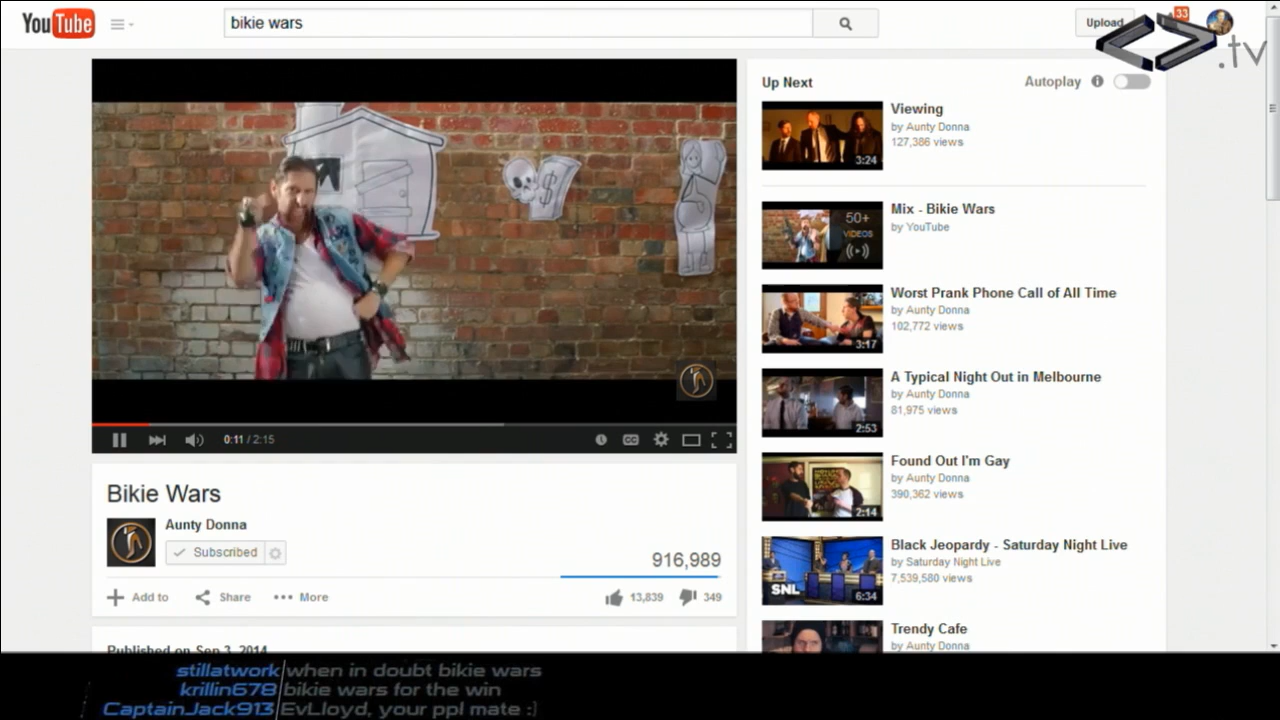 YouTube
bikie wars
Upload
33
<>.tv
$
0:11 / 2:15
CC
Bikie Wars
Aunty Donna
Subscribed
916,989
Add to
Share
More
13,839
349
Published on Sep 3, 2014
Up Next
Autoplay
Viewing
by Aunty Donna
127,386 views
3:24
Mix - Bikie Wars
by YouTube
50+
VIDEOS
Worst Prank Phone Call of All Time
by Aunty Donna
102,772 views
3:17
A Typical Night Out in Melbourne
by Aunty Donna
81,975 views
2:53
Found Out I'm Gay
by Aunty Donna
390,362 views
2:14
Black Jeopardy - Saturday Night Live
by Saturday Night Live
7,539,580 views
SNL
6:34
Trendy Cafe
by Aunty Donna
stillatwork when in doubt bikie wars
krillin678 bikie wars for the win
CaptainJack913 EvLloyd, your ppl mate :]